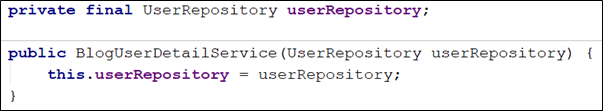 private final UserRepository userRepository;
public BlogUserDetailService(UserRepository userRepository) {
this.userRepository = userRepository;
}